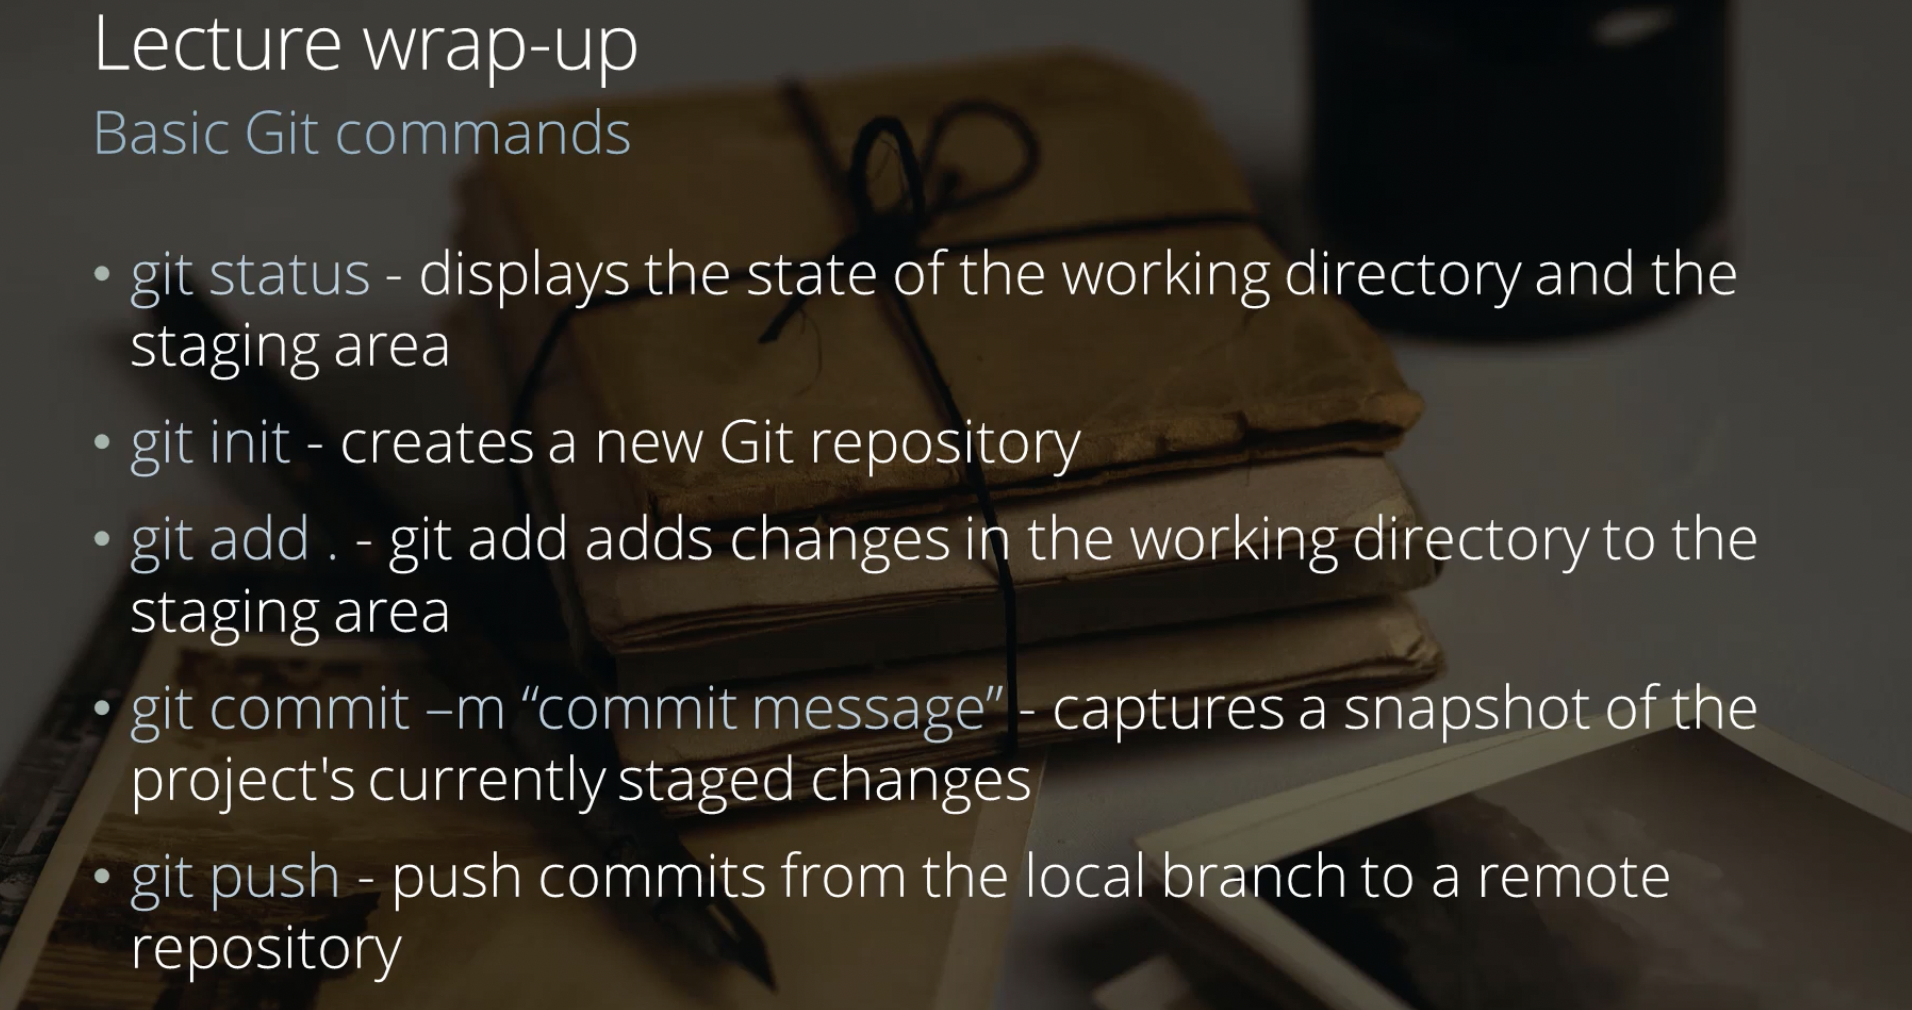 Lecture wrap-up
Basic Git commands
• git status - displays the state of the working directory and the
staging area
• git init - creates a new Git repository
• git add . - git add adds changes in the working directory to the
staging area
• git commit –m “commit message” - captures a snapshot of the
project's currently staged changes
• git push - push commits from the local branch to a remote
repository